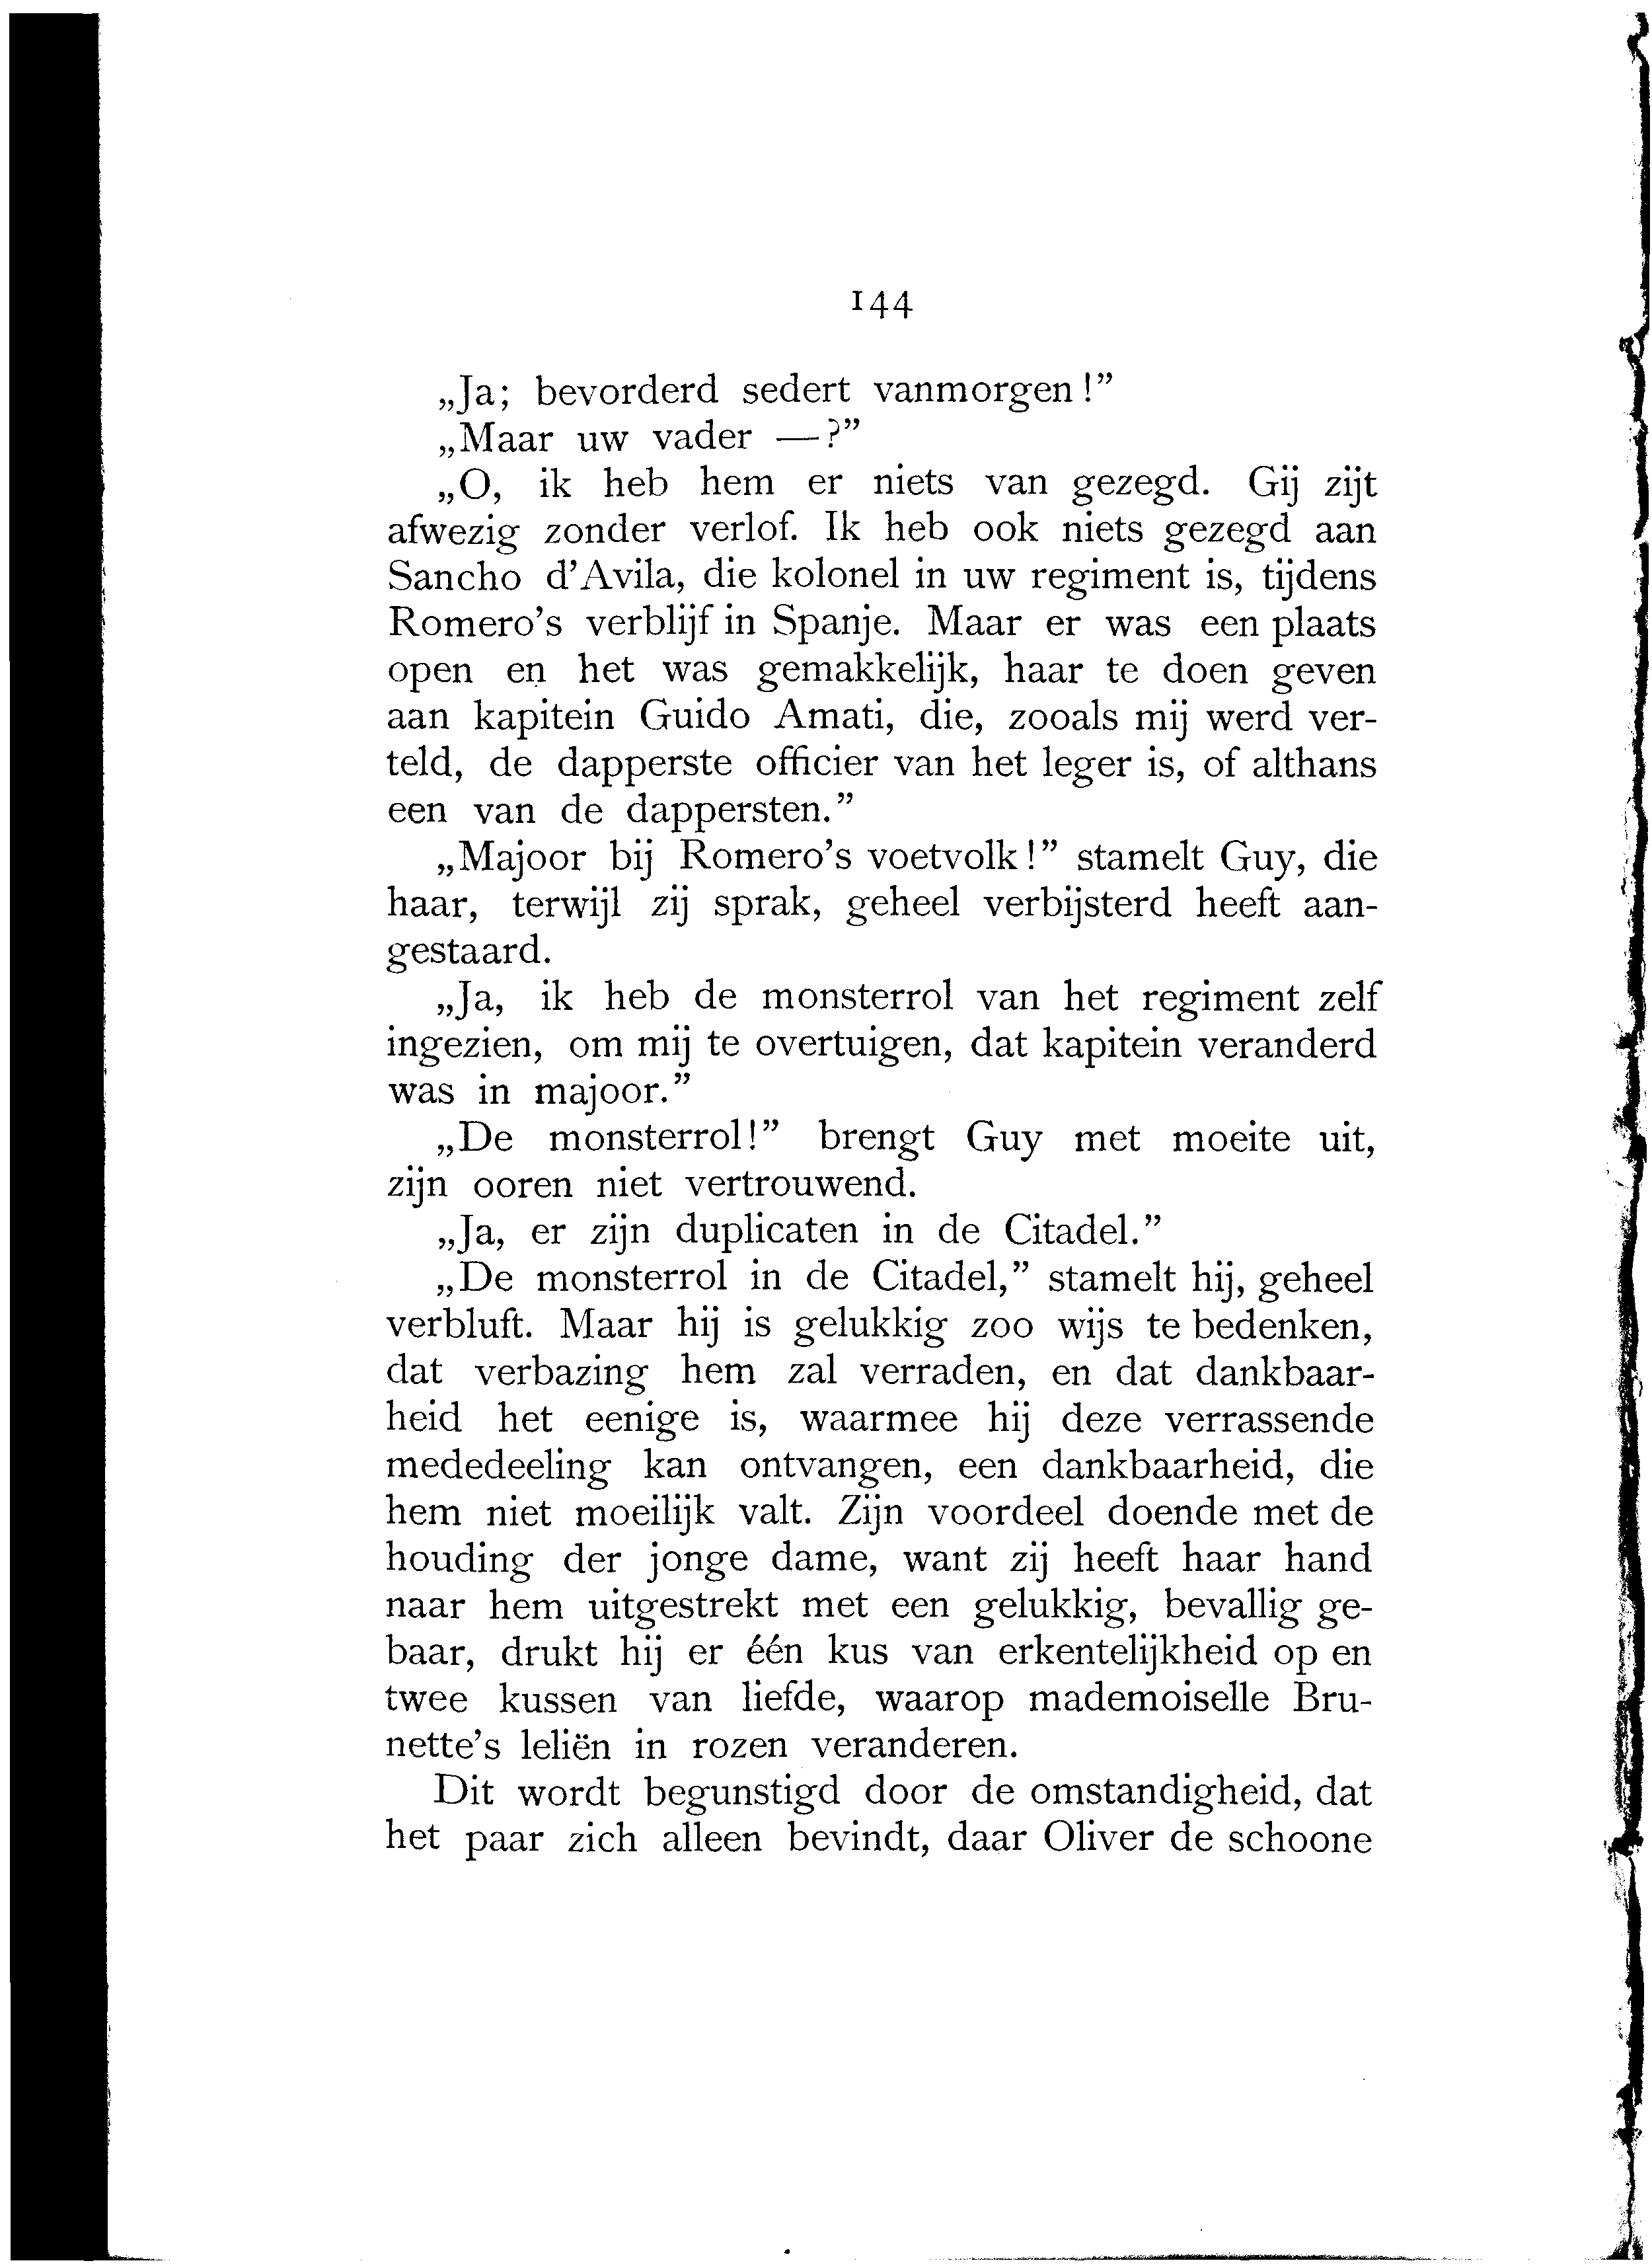 144
„Ja; bevorderd sedert vanmorgen!”
„Maar uw vader —?”
„O, ik heb hem er niets van gezegd. Gij zijt
afwezig zonder verlof. Ik heb ook niets gezegd aan
Sancho d'Avila, die kolonel in uw regiment is, tijdens
Romero's verblijf in Spanje. Maar er was een plaats
open en het was gemakkelijk, haar te doen geven
aan kapitein Guido Amati, die, zooals mij werd ver-
teld, de dapperste officier van het leger is, of althans
een van de dappersten.”
„Majoor bij Romero's voetvolk!” stamelt Guy, die
haar, terwijl zij sprak, geheel verbijsterd heeft aan-
gestaard.
„Ja, ik heb de monsterrol van het regiment zelf
ingezien, om mij te overtuigen, dat kapitein veranderd
was in majoor.”
„De monsterrol!” brengt Guy met moeite uit,
zijn ooren niet vertrouwend.
„Ja, er zijn duplicaten in de Citadel.”
„De monsterrol in de Citadel,” stamelt hij, geheel
verbluft. Maar hij is gelukkig zoo wijs te bedenken,
dat verbazing hem zal verraden, en dat dankbaar-
heid het eenige is, waarmee hij deze verrassende
mededeeling kan ontvangen, een dankbaarheid, die
hem niet moeilijk valt. Zijn voordeel doende met de
houding der jonge dame, want zij heeft haar hand
naar hem uitgestrekt met een gelukkig, bevallig ge-
baar, drukt hij er één kus van erkentelijkheid op en
twee kussen van liefde, waarop mademoiselle Bru-
nette's leliën in rozen veranderen.
Dit wordt begunstigd door de omstandigheid, dat
het paar zich alleen bevindt, daar Oliver de schoone